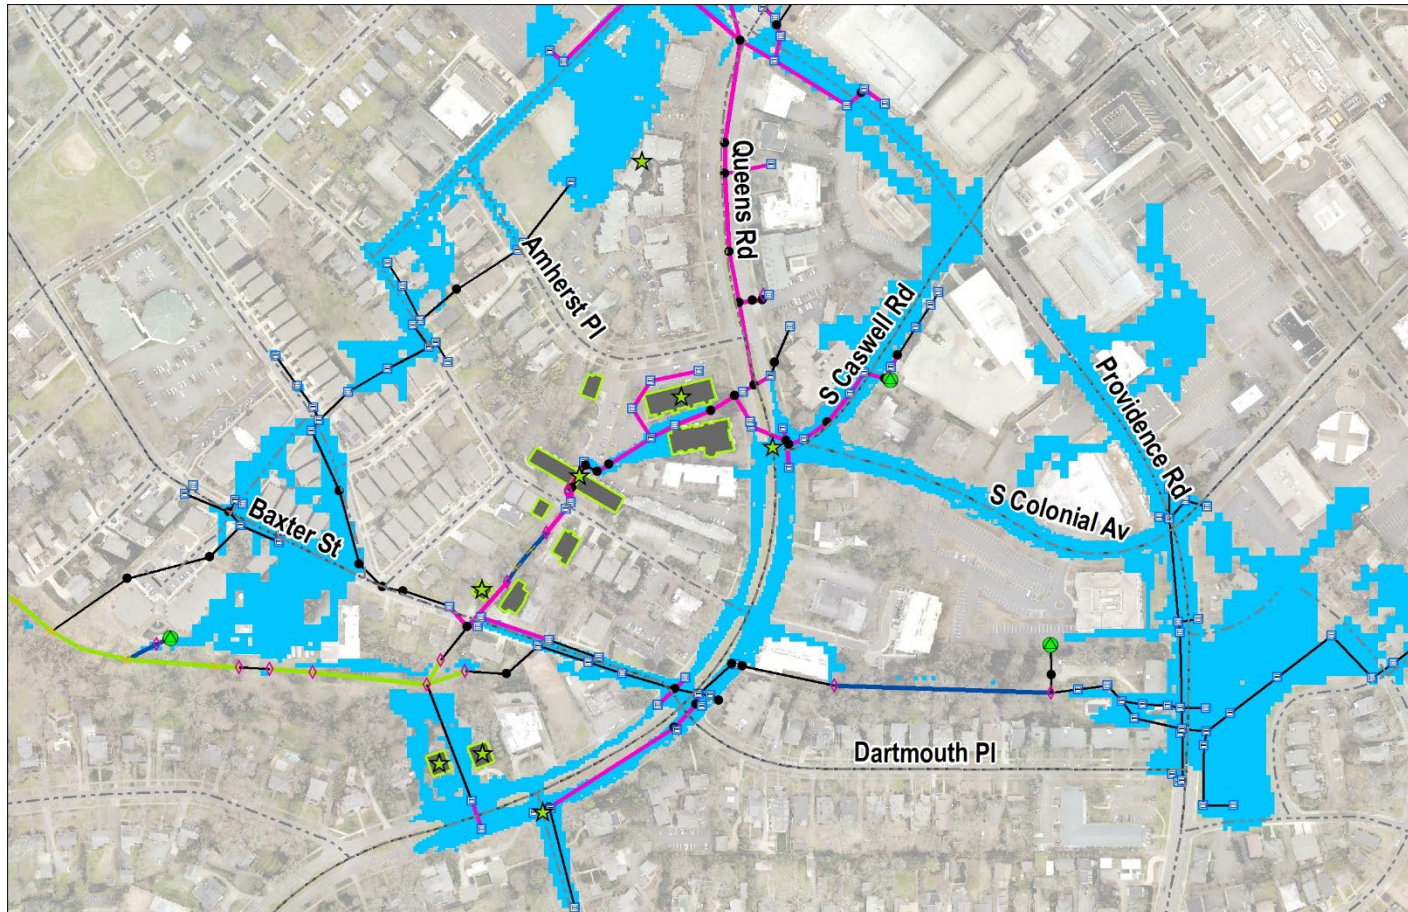 Queens Rd
Amherst Pl
S Caswell Rd
Providence Rd
S Colonial Av
Baxter St
Dartmouth Pl